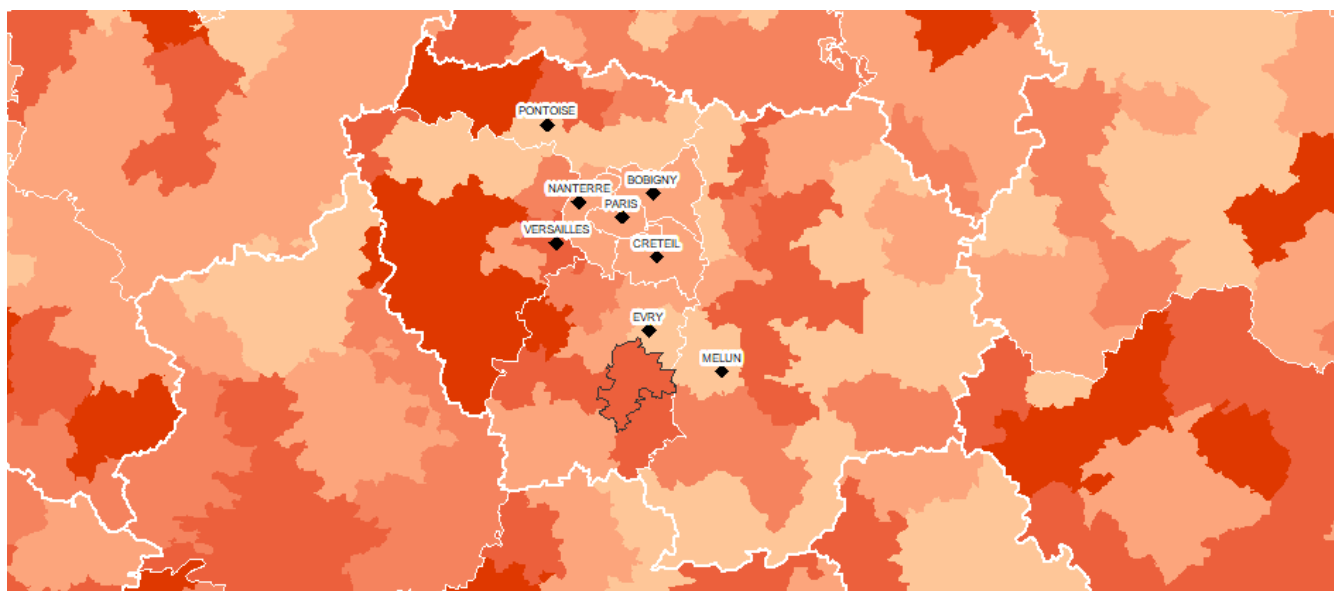 PONTOISE
BOBIGNY
NANTERRE
PARIS
VERSAILLES
CRETEIL
EVRY
MELUN